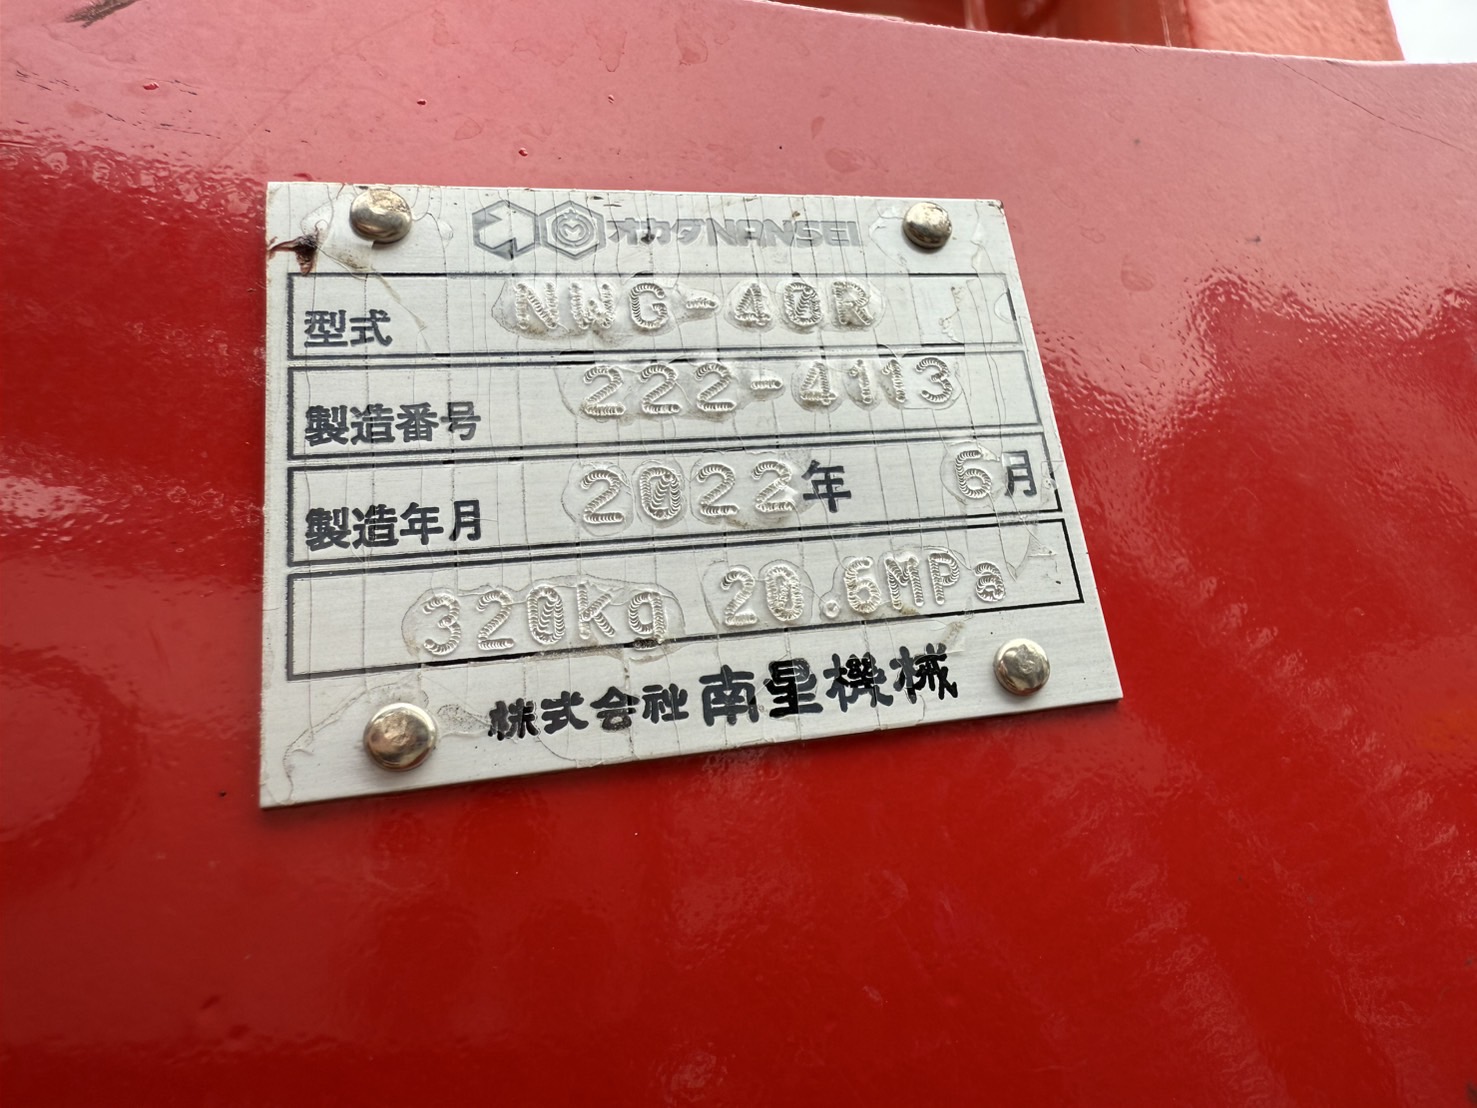 オカダNANSEI
型式 NWG-40R
製造番号 222-4113
製造年月 2022年 6月
320Kg 20.6MPa
株式会社南星機械